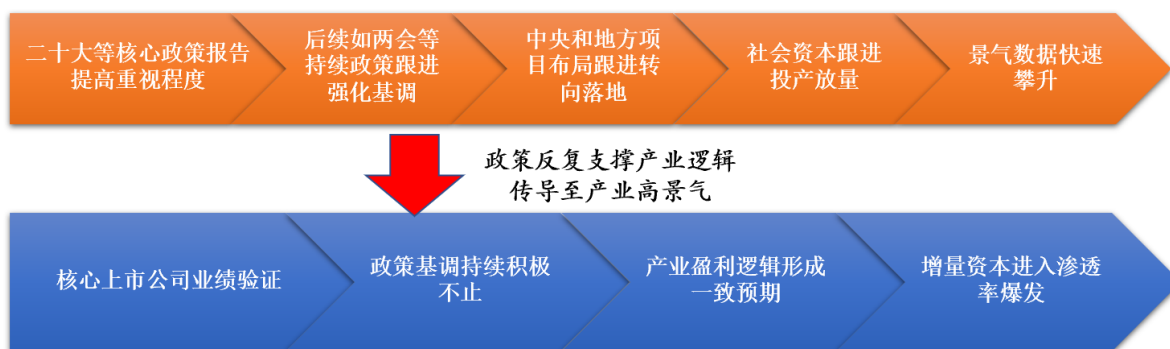 二十大等核心政策报告
提高重视程度
后续如两会等
持续政策跟进
强化基调
中央和地方项
目布局跟进转
向落地
社会资本跟进
投产放量
景气数据快速
攀升
政策反复支撑产业逻辑
传导至产业高景气
核心上市公司业绩验证
政策基调持续积极
不止
产业盈利逻辑形成
一致预期
增量资本进入渗透
率爆发